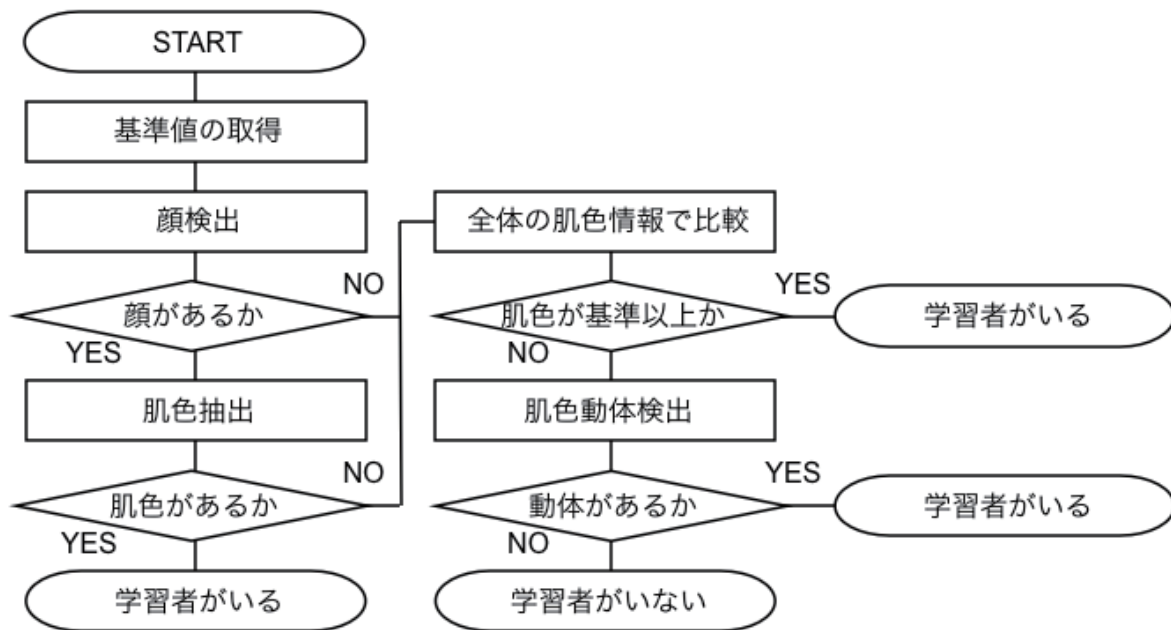 START
基準値の取得
顔検出
顔があるか
NO
YES
肌色抽出
肌色があるか
NO
YES
学習者がいる
全体の肌色情報で比較
肌色が基準以上か
YES
学習者がいる
NO
肌色動体検出
動体があるか
YES
学習者がいる
NO
学習者がいない